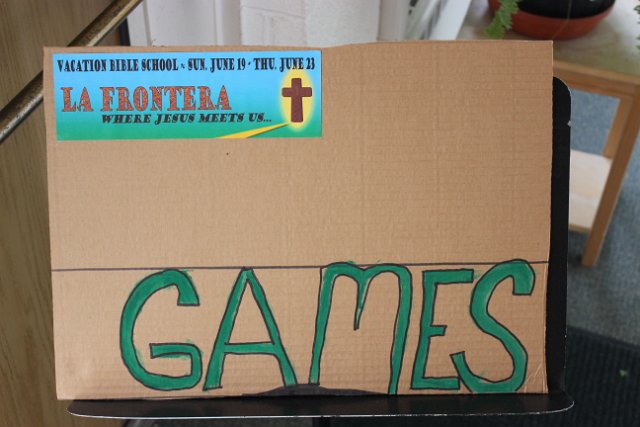 VACATION BIBLE SCHOOL ~ SUN. JUNE 19 - THU. JUNE 23
LA FRONTERA
WHERE JESUS MEETS US...
GAMES